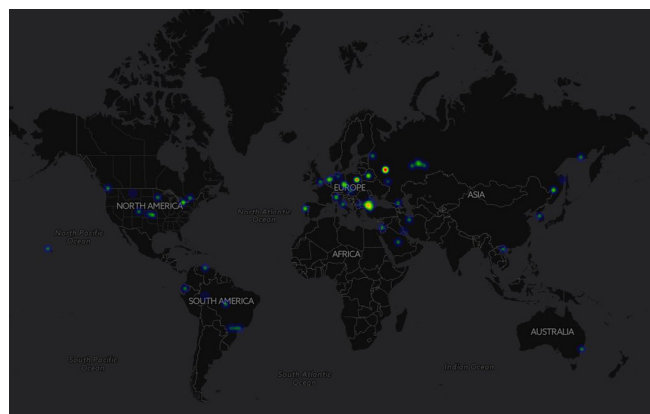 EUROPE
ASIA
NORTH AMERICA
North Atlantic
Ocean
North Pacific
Ocean
AFRICA
SOUTH AMERICA
AUSTRALIA
South Pacific
Ocean
Indian Ocean
South Atlantic
Ocean